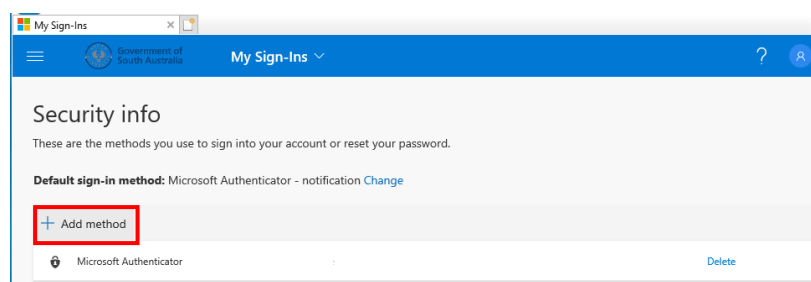 My Sign-Ins
Government of
South Australia
My Sign-Ins
?
Security info
These are the methods you use to sign into your account or reset your password.
Default sign-in method: Microsoft Authenticator - notification Change
+ Add method
Microsoft Authenticator Delete